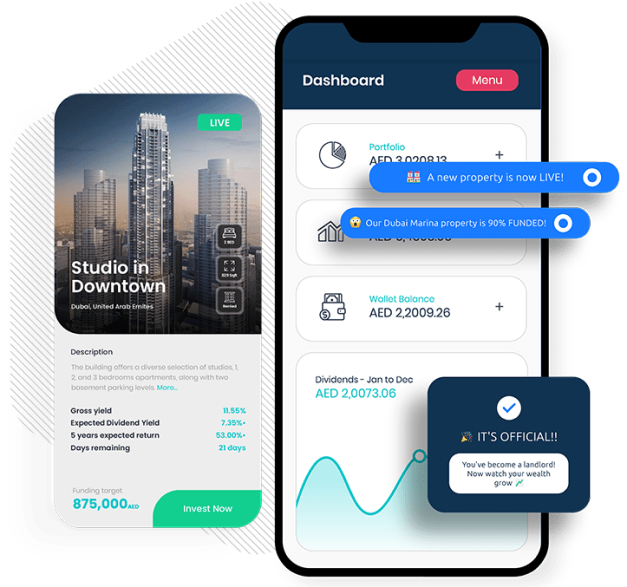 LIVE
2 BED
Rented
Studio in
Downtown
Dubai, United Arab Emites
Description
The building offers a diverse selection of studios, 1,
2, and 3 bedrooms apartments, along with two
basement parking levels. More..
Gross yield 11.55%
Expected Dividend Yield 7.35%•
5 years expected return 53.00%•
Days remaining 21 days
Funding target
875,000AED
Invest Now
Dashboard
Menu
Portfolio
AED 3,0208.13
+
🏘️ A new property is now LIVE!
😱 Our Dubai Marina property is 90% FUNDED!
Wallet Balance
AED 2,2009.26
+
Dividends - Jan to Dec
AED 2,0073.06
🎉 IT'S OFFICIAL!!
You've become a landlord!
Now watch your wealth
grow 📈